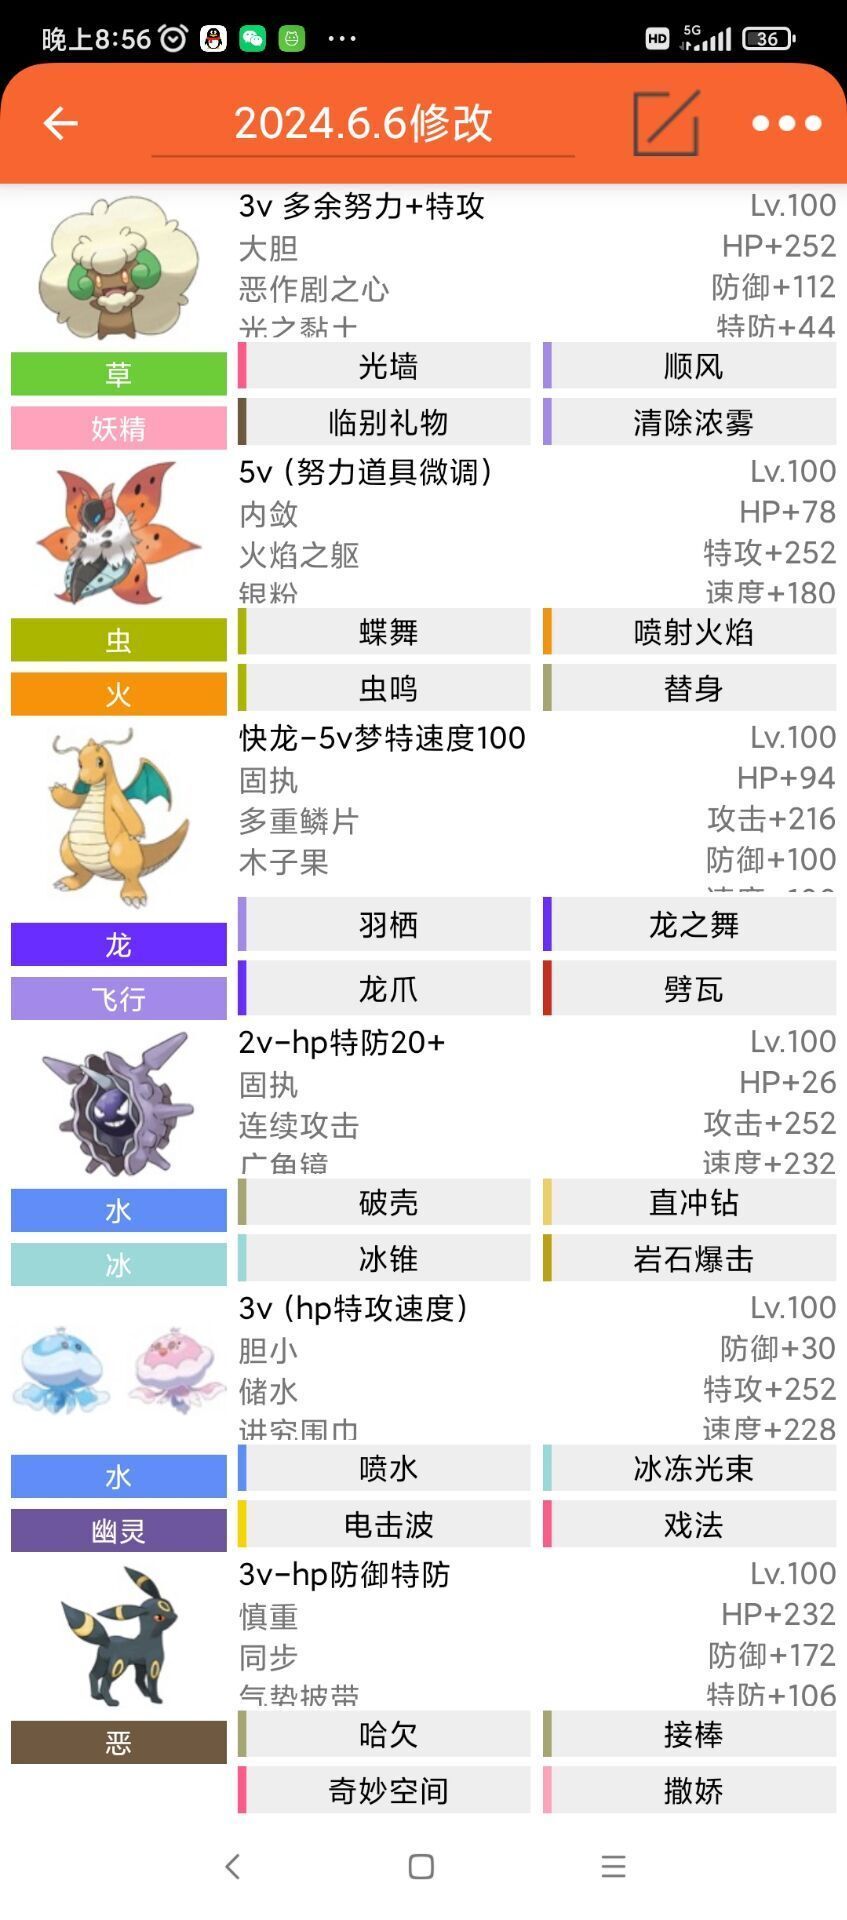 晚上8:56 HD 5G 36
2024.6.6修改
3v 多余努力+特攻 Lv.100
大胆 HP+252
恶作剧之心 防御+112
光之黏土 特防+44
草 光墙 顺风
妖精 临别礼物 清除浓雾
5v (努力道具微调) Lv.100
内敛 HP+78
火焰之躯 特攻+252
银粉 速度+180
虫 蝶舞 喷射火焰
火 虫鸣 替身
快龙-5v梦特速度100 Lv.100
固执 HP+94
多重鳞片 攻击+216
木子果 防御+100
龙 羽栖 龙之舞
飞行 龙爪 劈瓦
2v-hp特防20+ Lv.100
固执 HP+26
连续攻击 攻击+252
广角镜 速度+232
水 破壳 直冲钻
冰 冰锥 岩石爆击
3v (hp特攻速度) Lv.100
胆小 防御+30
储水 特攻+252
讲究围巾 速度+228
水 喷水 冰冻光束
幽灵 电击波 戏法
3v-hp防御特防 Lv.100
慎重 HP+232
同步 防御+172
气势披带 特防+106
恶 哈欠 接棒
奇妙空间 撒娇